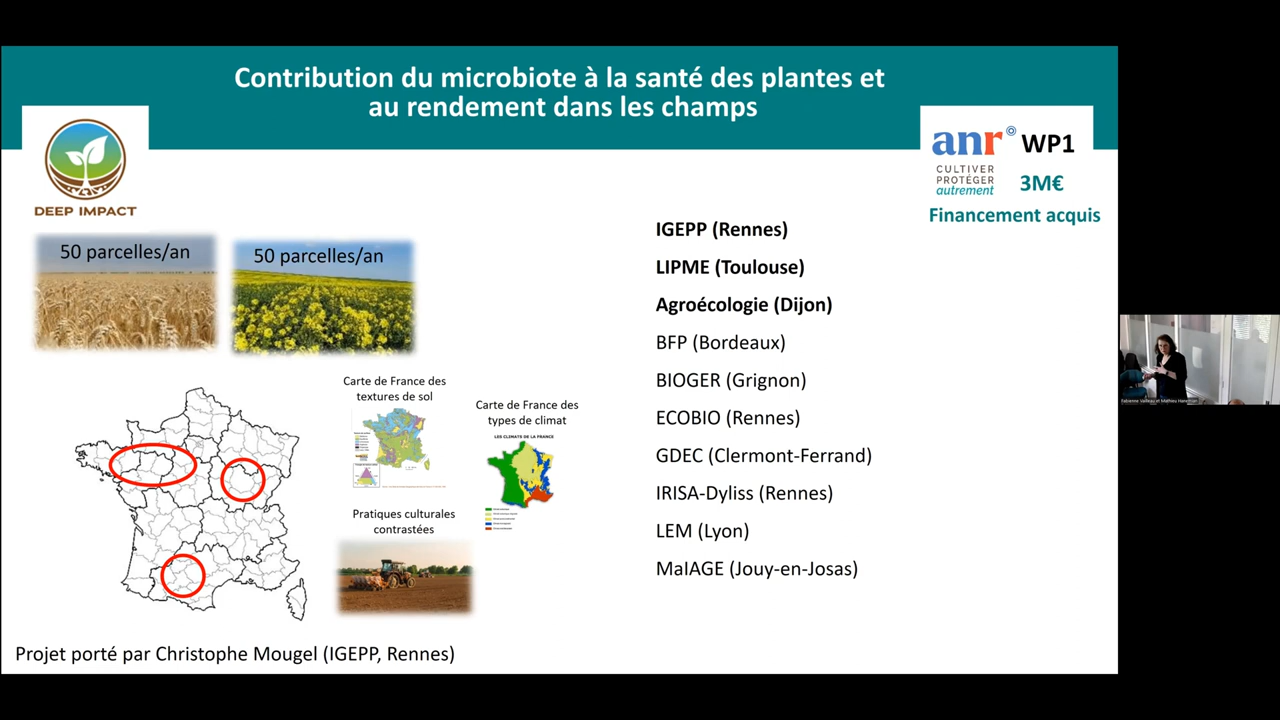 Contribution du microbiote à la santé des plantes et
au rendement dans les champs
DEEP IMPACT
anr WP1
CULTIVER
PROTÉGER
autrement
3M€
Financement acquis
50 parcelles/an
50 parcelles/an
IGEPP (Rennes)
LIPME (Toulouse)
Agroécologie (Dijon)
BFP (Bordeaux)
BIOGER (Grignon)
ECOBIO (Rennes)
GDEC (Clermont-Ferrand)
IRISA-Dyliss (Rennes)
LEM (Lyon)
MaIAGE (Jouy-en-Josas)
Carte de France des
textures de sol
Carte de France des
types de climat
LES CLIMATS DE LA FRANCE
Pratiques culturales
contrastées
Projet porté par Christophe Mougel (IGEPP, Rennes)